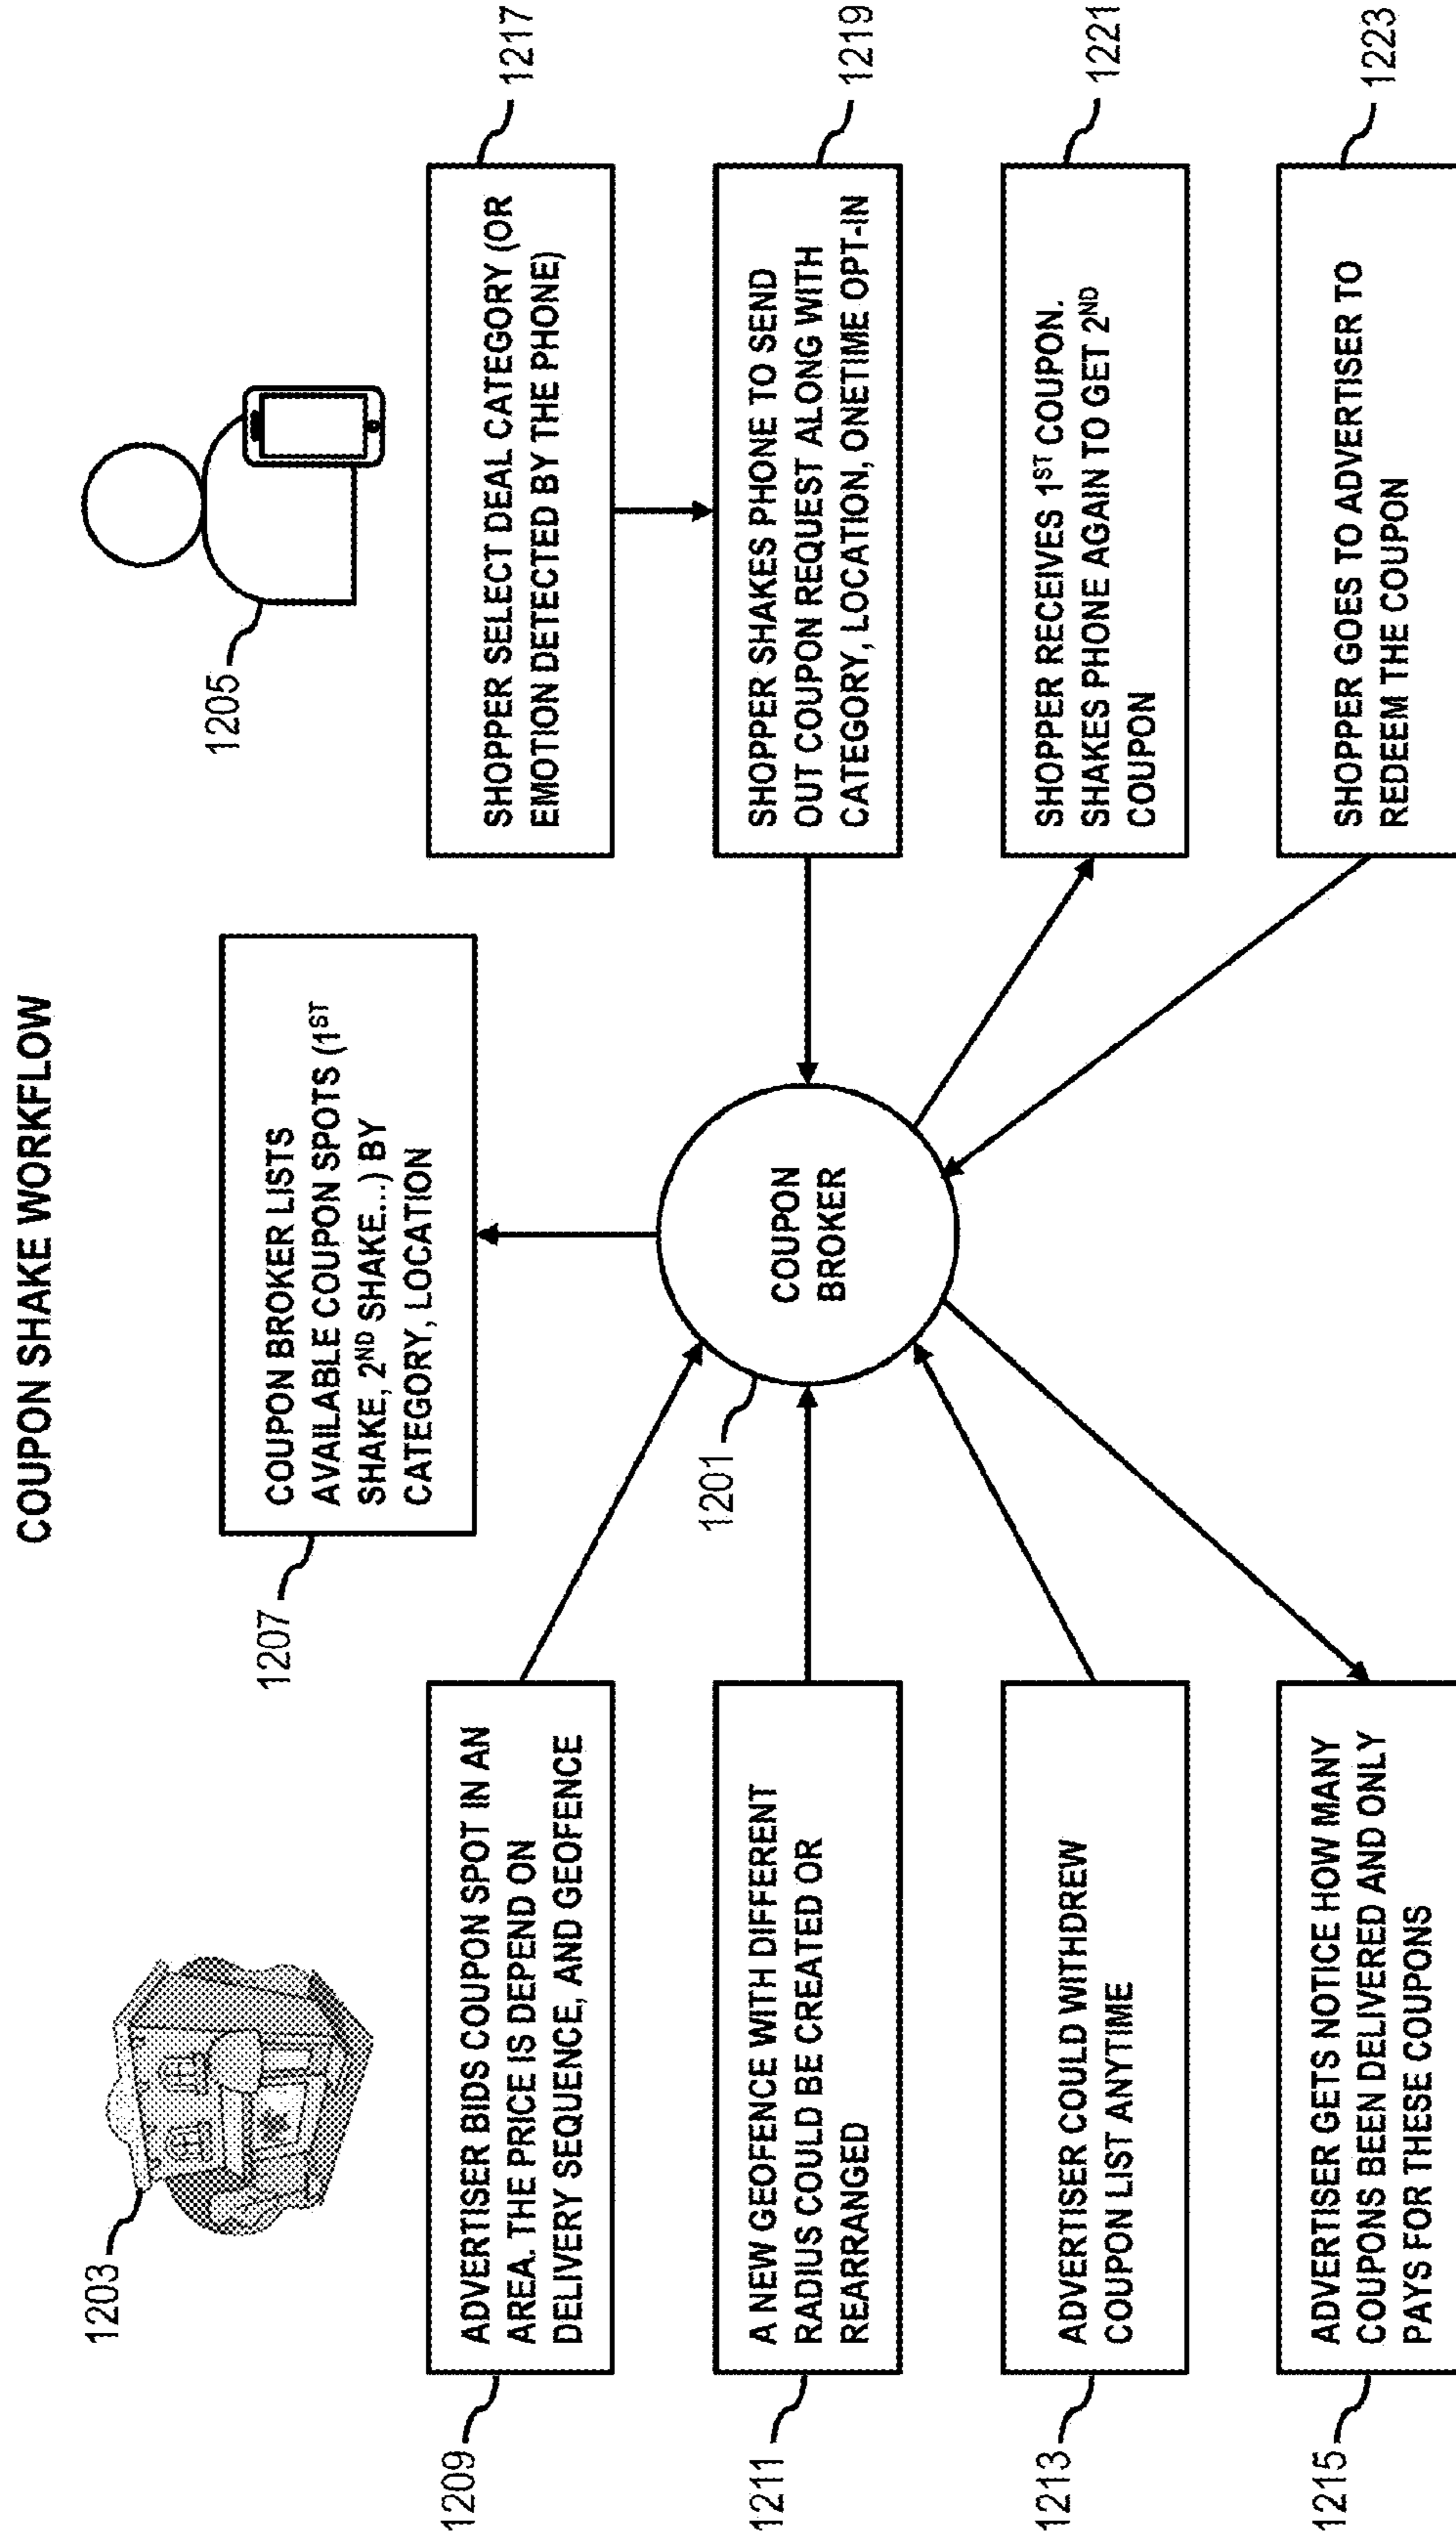 COUPON SHAKE WORKFLOW
1203
1205
1207
COUPON BROKER LISTS
AVAILABLE COUPON SPOTS (1ST
SHAKE, 2ND SHAKE...) BY
CATEGORY, LOCATION
1209
ADVERTISER BIDS COUPON SPOT IN AN
AREA. THE PRICE IS DEPEND ON
DELIVERY SEQUENCE, AND GEOFENCE
SHOPPER SELECT DEAL CATEGORY (OR
EMOTION DETECTED BY THE PHONE)
1217
1201
COUPON
BROKER
1211
A NEW GEOFENCE WITH DIFFERENT
RADIUS COULD BE CREATED OR
REARRANGED
SHOPPER SHAKES PHONE TO SEND
OUT COUPON REQUEST ALONG WITH
CATEGORY, LOCATION, ONETIME OPT-IN
1219
1213
ADVERTISER COULD WITHDREW
COUPON LIST ANYTIME
SHOPPER RECEIVES 1ST COUPON.
SHAKES PHONE AGAIN TO GET 2ND
COUPON
1221
1215
ADVERTISER GETS NOTICE HOW MANY
COUPONS BEEN DELIVERED AND ONLY
PAYS FOR THESE COUPONS
SHOPPER GOES TO ADVERTISER TO
REDEEM THE COUPON
1223